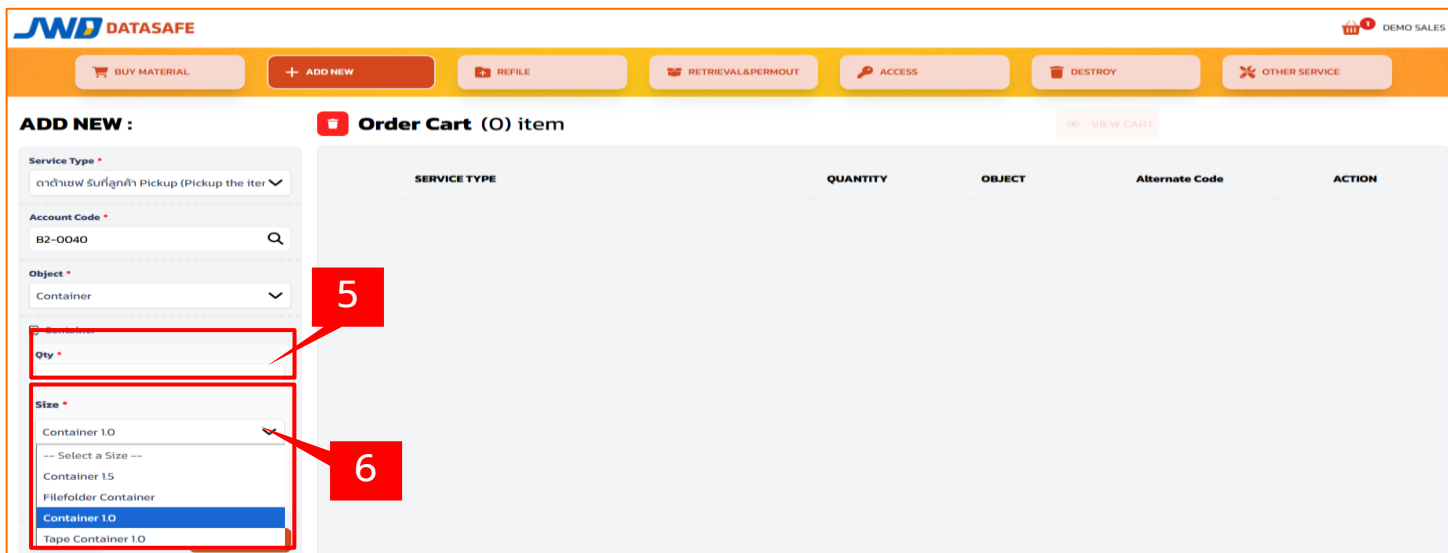 JWD DATASAFE
1
DEMO SALES
BUY MATERIAL
ADD NEW
REFILE
RETRIEVAL&PERMOUT
ACCESS
DESTROY
OTHER SERVICE
ADD NEW :
Order Cart (0) item
VIEW CART
Service Type *
ดาต้าเซฟ รับที่ลูกค้า Pickup (Pickup the iter
SERVICE TYPE
QUANTITY
OBJECT
Alternate Code
ACTION
Account Code *
B2-0040
Object *
Container
5
Container
Qty *
Size *
Container 1.0
6
-- Select a Size --
Container 1.5
Filefolder Container
Container 1.0
Tape Container 1.0